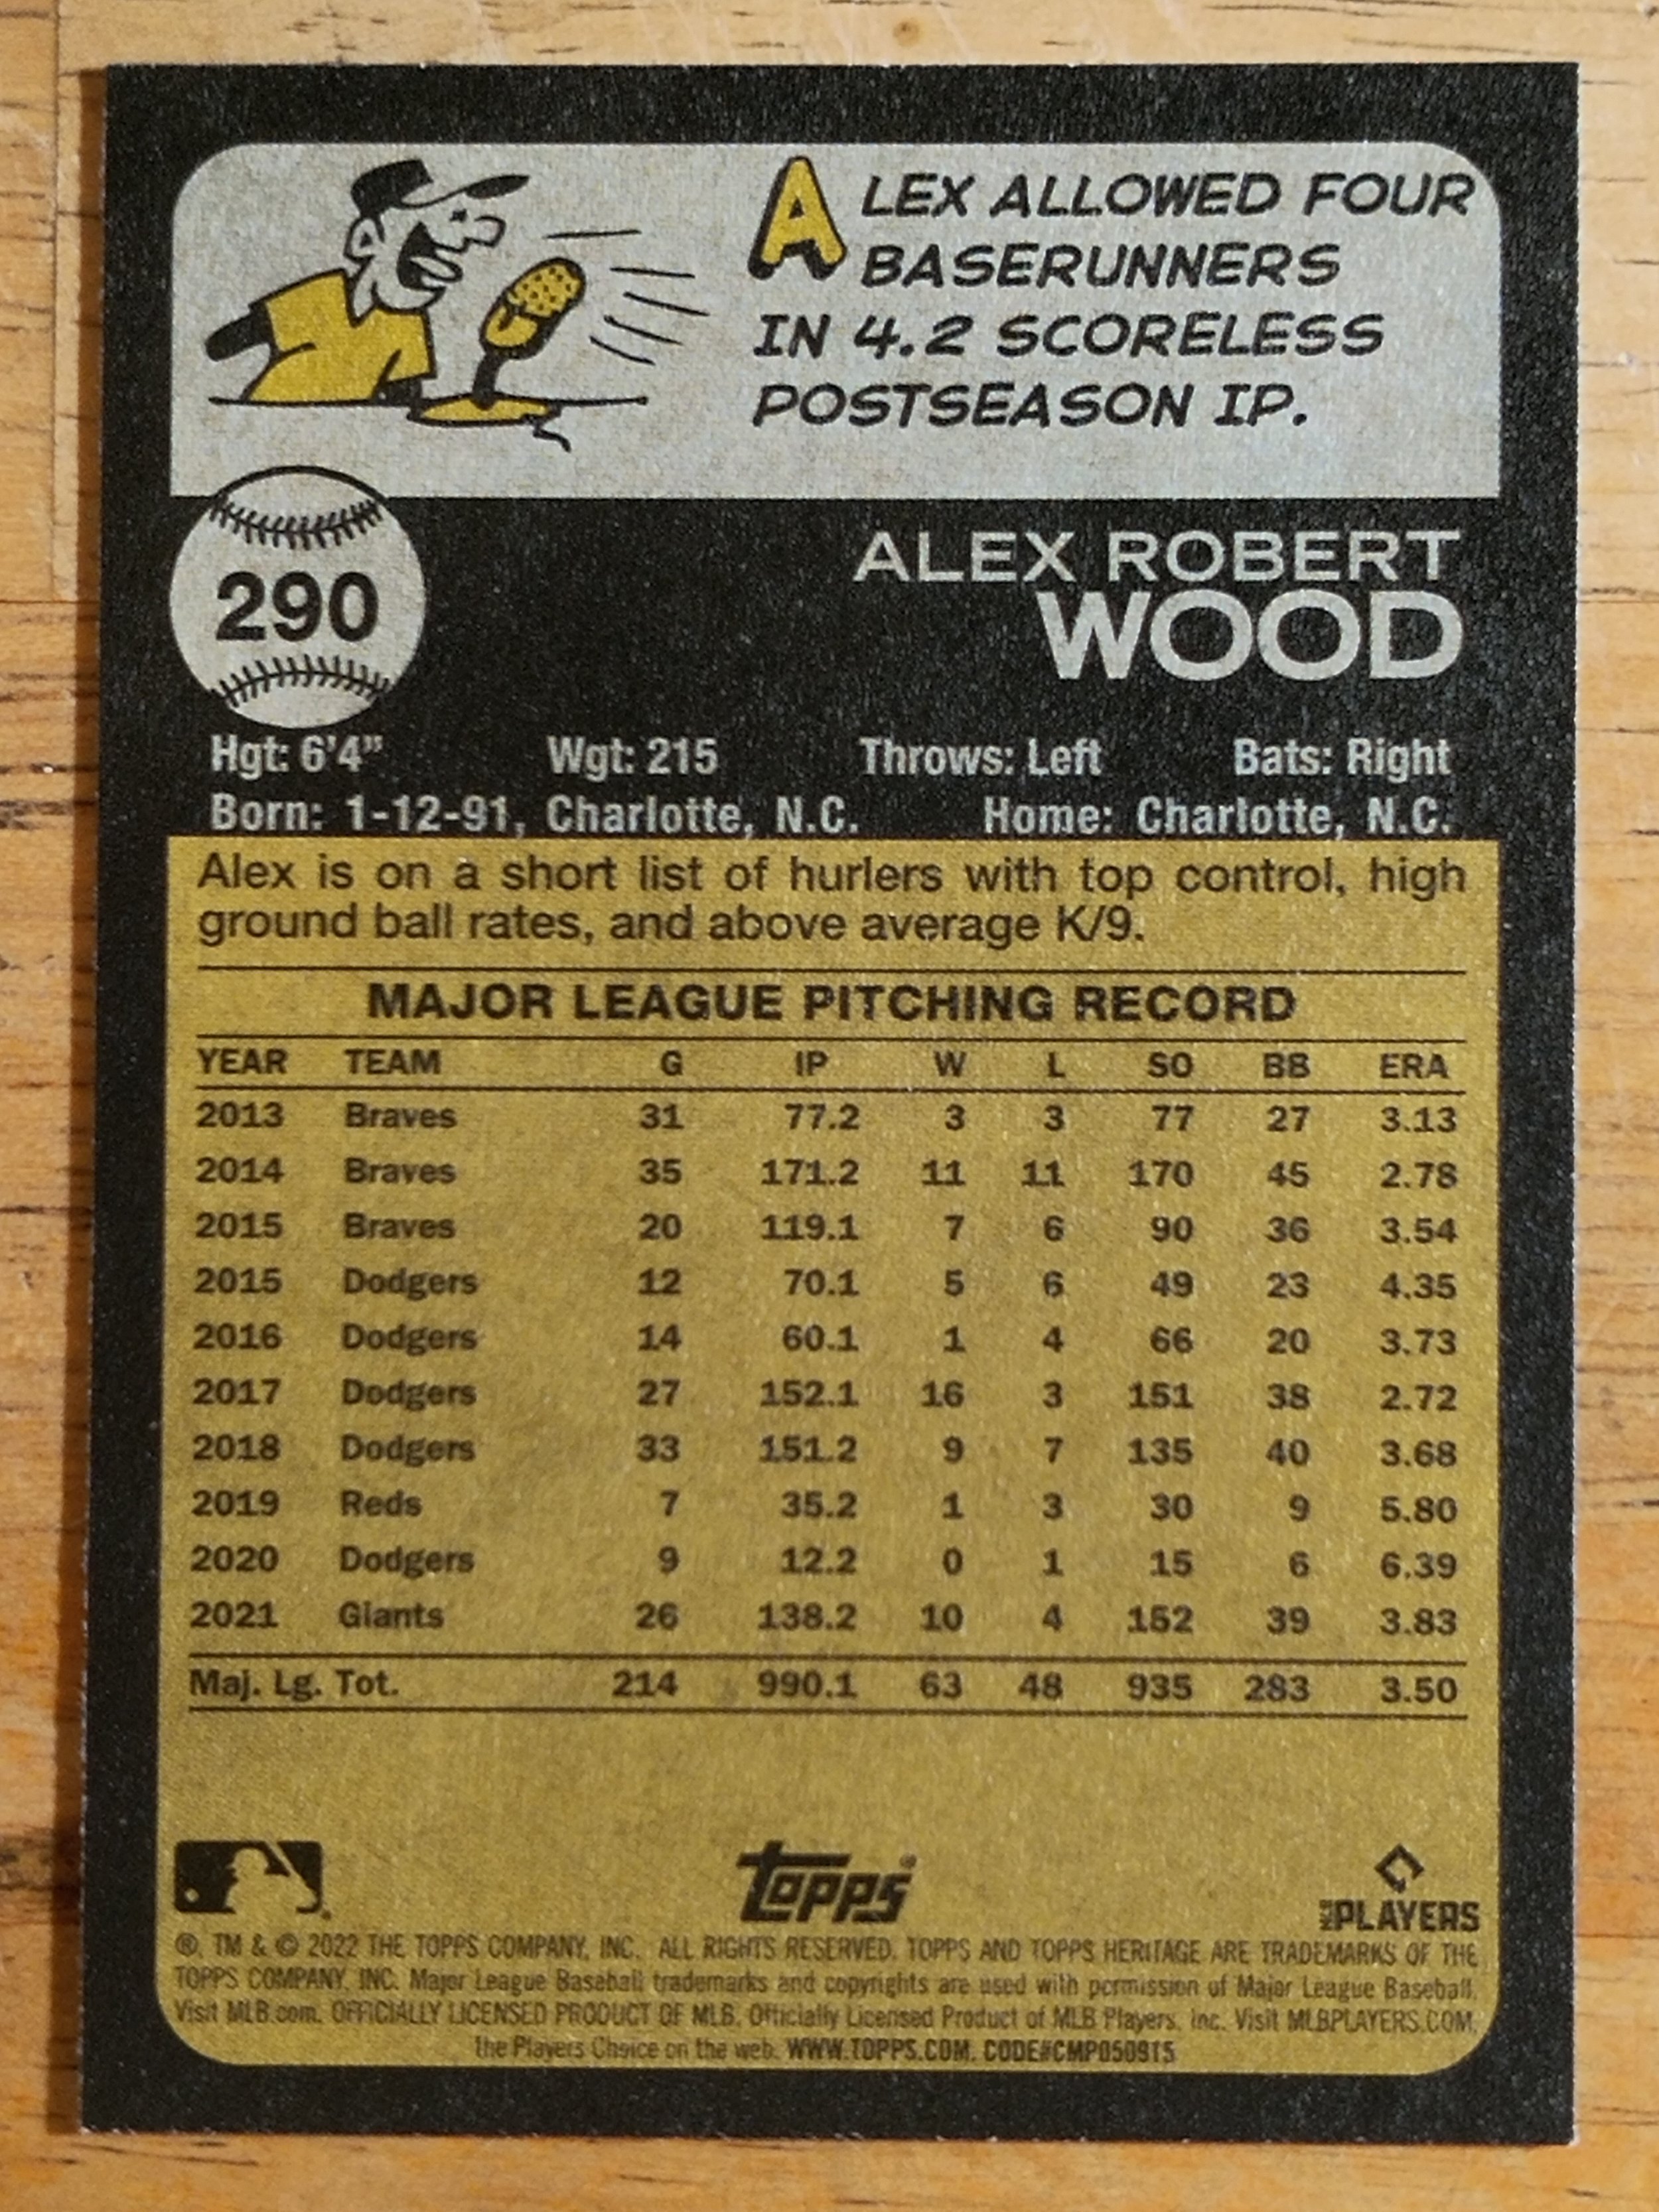 ALEX ALLOWED FOUR
BASERUNNERS
IN 4.2 SCORELESS
POSTSEASON IP.
290
ALEX ROBERT
WOOD
Hgt: 6'4" Wgt: 215 Throws: Left Bats: Right
Born: 1-12-91, Charlotte, N.C. Home: Charlotte, N.C.
Alex is on a short list of hurlers with top control, high
ground ball rates, and above average K/9.
MAJOR LEAGUE PITCHING RECORD
YEAR TEAM G IP W L SO BB ERA
2013 Braves 31 77.2 3 3 77 27 3.13
2014 Braves 35 171.2 11 11 170 45 2.78
2015 Braves 20 119.1 7 6 90 36 3.54
2015 Dodgers 12 70.1 5 6 49 23 4.35
2016 Dodgers 14 60.1 1 4 66 20 3.73
2017 Dodgers 27 152.1 16 3 151 38 2.72
2018 Dodgers 33 151.2 9 7 135 40 3.68
2019 Reds 7 35.2 1 3 30 9 5.80
2020 Dodgers 9 12.2 0 1 15 6 6.39
2021 Giants 26 138.2 10 4 152 39 3.83
Maj. Lg. Tot. 214 990.1 63 48 935 283 3.50
topps®
PLAYERS
®, TM & © 2022 THE TOPPS COMPANY, INC. ALL RIGHTS RESERVED. TOPPS AND TOPPS HERITAGE ARE TRADEMARKS OF THE
TOPPS COMPANY, INC. Major League Baseball trademarks and copyrights are used with permission of Major League Baseball.
Visit MLB.com. OFFICIALLY LICENSED PRODUCT OF MLB. Officially Licensed Product of MLB Players, Inc. Visit MLBPLAYERS.COM,
the Players Choice on the web. WWW.TOPPS.COM. CODE#CMP050915